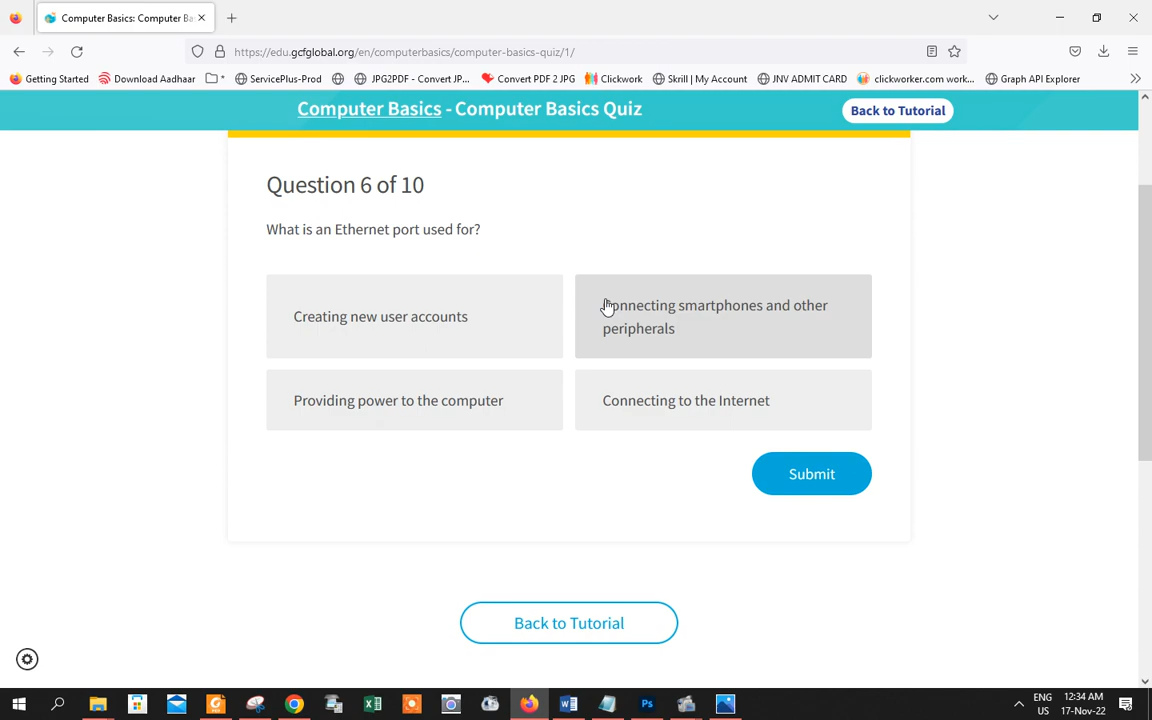 Computer Basics: Computer Ba
https://edu.gcfglobal.org/en/computerbasics/computer-basics-quiz/1/
Getting Started
Download Aadhaar
ServicePlus-Prod
JPG2PDF - Convert JP...
Convert PDF 2 JPG
Clickwork
Skrill | My Account
JNV ADMIT CARD
clickworker.com work...
Graph API Explorer
Computer Basics - Computer Basics Quiz
Back to Tutorial
Question 6 of 10
What is an Ethernet port used for?
Creating new user accounts
Connecting smartphones and other
peripherals
Providing power to the computer
Connecting to the Internet
Submit
Back to Tutorial
ENG
US
12:34 AM
17-Nov-22